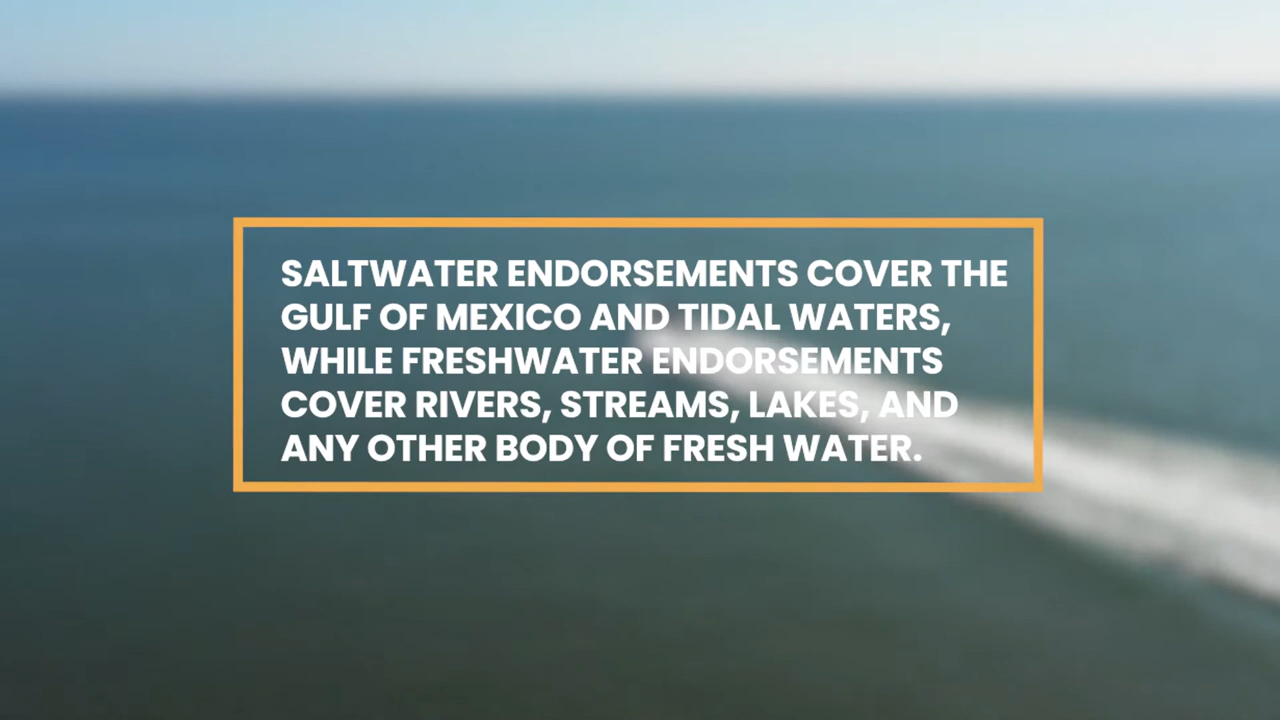 SALTWATER ENDORSEMENTS COVER THE
GULF OF MEXICO AND TIDAL WATERS,
WHILE FRESHWATER ENDORSEMENTS
COVER RIVERS, STREAMS, LAKES, AND
ANY OTHER BODY OF FRESH WATER.